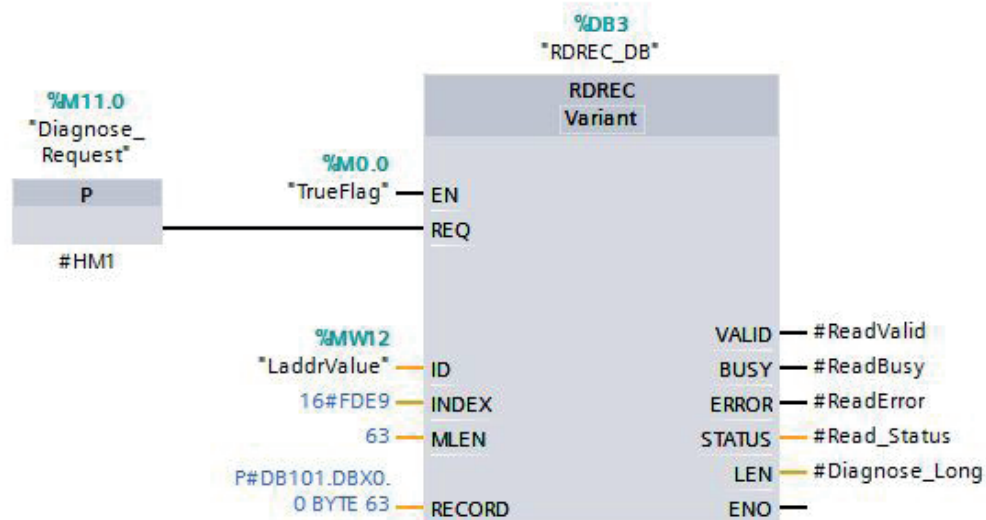 %DB3
"RDREC_DB"
RDREC
Variant
%M11.0
"Diagnose_
Request"
P
#HM1
%M0.0
"TrueFlag"
EN
REQ
%MW12
"LaddrValue"
ID
16#FDE9
INDEX
63
MLEN
P#DB101.DBX0.
0 BYTE 63
RECORD
VALID
#ReadValid
BUSY
#ReadBusy
ERROR
#ReadError
STATUS
#Read_Status
LEN
#Diagnose_Long
ENO